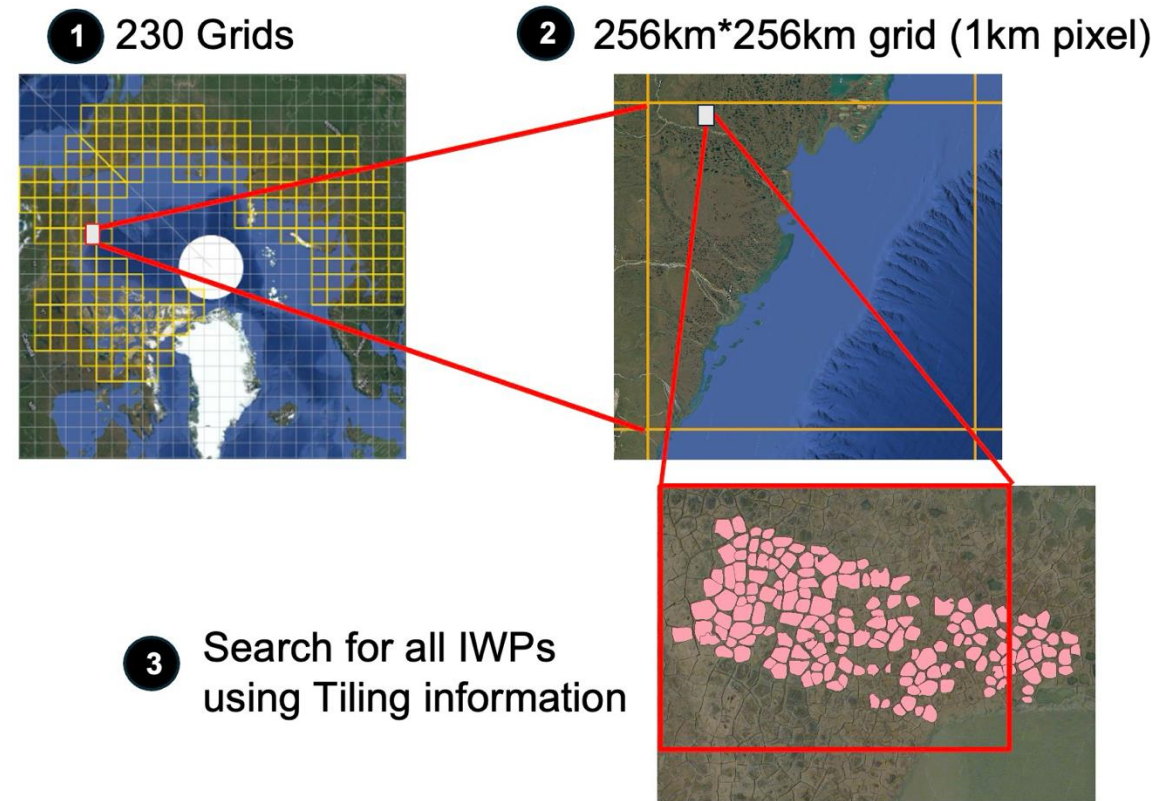 1 230 Grids
2 256km*256km grid (1km pixel)
3 Search for all IWPs
using Tiling information